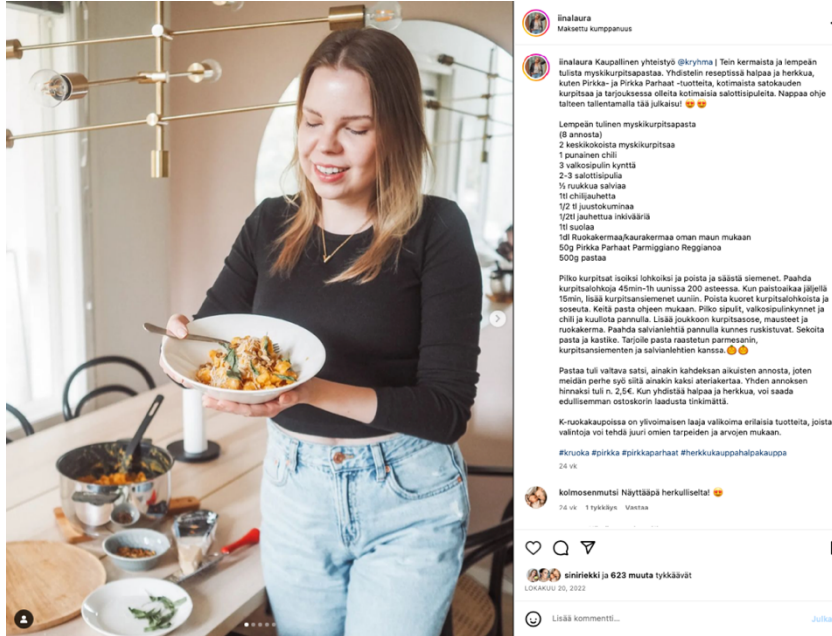 iinalaura
Maksettu kumppanuus
iinalaura Kaupallinen yhteistyö @kryhma | Tein kermaista ja lempeän
tulista myskikurpitsapastaa. Yhdistelin reseptissä halpaa ja herkkua,
kuten Pirkka- ja Pirkka Parhaat -tuotteita, kotimaista satokauden
kurpitsaa ja tarjouksessa olleita kotimaisia salottisipuleita. Nappaa ohje
talteen tallentamalla tää julkaisu! 😍 😍
Lempeän tulinen myskikurpitsapasta
(8 annosta)
2 keskikokoista myskikurpitsaa
1 punainen chili
3 valkosipulin kynttä
2-3 salottisipulia
½ ruukkua salviaa
1tl chilijauhetta
1/2 tl juustokuminaa
1/2tl jauhettua inkivääriä
1tl suolaa
1dl Ruokakermaa/kaurakermaa oman maun mukaan
50g Pirkka Parhaat Parmiggiano Reggianoa
500g pastaa
Pilko kurpitsat isoiksi lohkoiksi ja poista ja säästä siemenet. Paahda
kurpitsalohkoja 45min-1h uunissa 200 asteessa. Kun paistoaikaa jäljellä
15min, lisää kurpitsansiemenet uuniin. Poista kuoret kurpitsalohkoista ja
soseuta. Keitä pasta ohjeen mukaan. Pilko sipulit, valkosipulinkynnet ja
chili ja kuullota pannulla. Lisää joukkoon kurpitsasose, mausteet ja
ruokakerma. Paahda salvianlehtiä pannulla kunnes ruskistuvat. Sekoita
pasta ja kastike. Tarjoile pasta raastetun parmesanin,
kurpitsansiementen ja salvianlehtien kanssa.🎃🎃
Pastaa tuli valtava satsi, ainakin kahdeksan aikuisten annosta, joten
meidän perhe syö siitä ainakin kaksi ateriakertaa. Yhden annoksen
hinnaksi tuli n. 2,5€. Kun yhdistää halpaa ja herkkua, voi saada
edullisemman ostoskorin laadusta tinkimättä.
K-ruokakaupoissa on ylivoimaisen laaja valikoima erilaisia tuotteita, joista
valintoja voi tehdä juuri omien tarpeiden ja arvojen mukaan.
#kruoka #pirkka #pirkkaparhaat #herkkukauppahalpakauppa
24 vk
kolmosenmutsi Näyttääpä herkulliselta! 😍
24 vk 1 tykkäys Vastaa
siniriekki ja 623 muuta tykkäävät
LOKAKUU 20, 2022
Lisää kommentti...